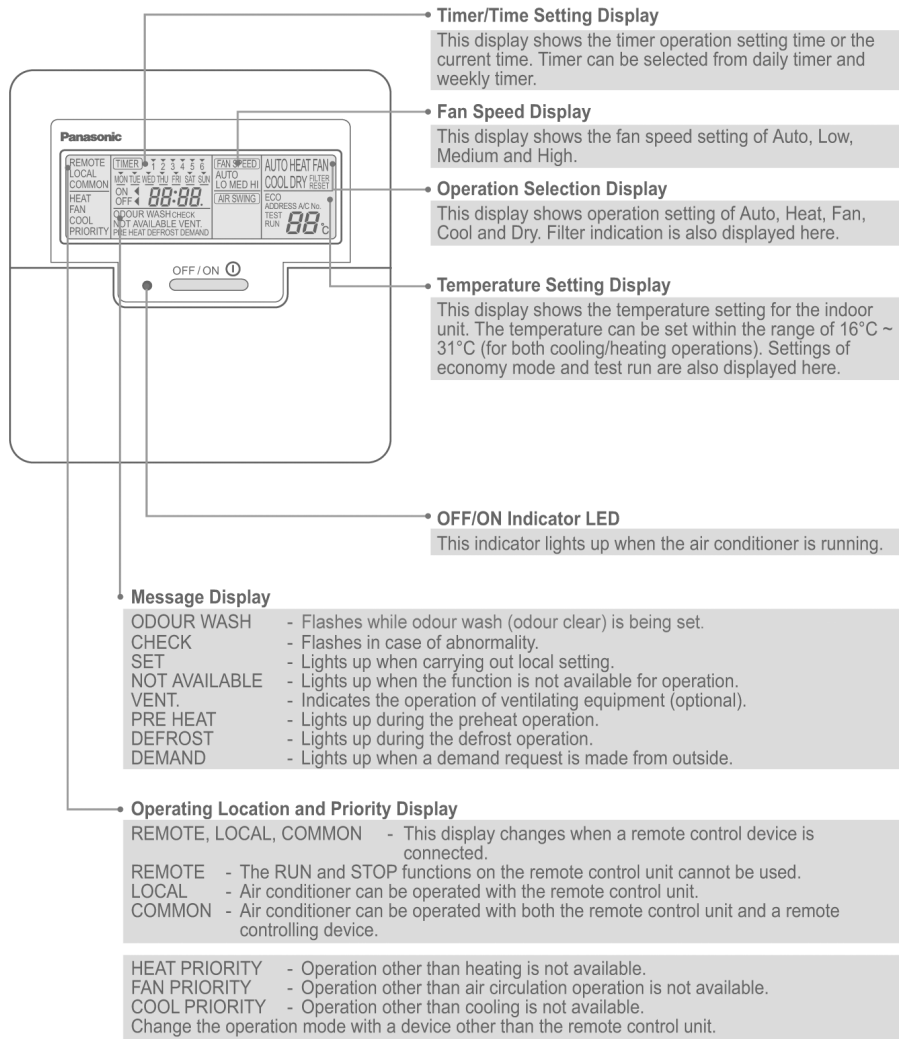 Timer/Time Setting Display
This display shows the timer operation setting time or the
current time. Timer can be selected from daily timer and
weekly timer.
Fan Speed Display
This display shows the fan speed setting of Auto, Low,
Medium and High.
Operation Selection Display
This display shows operation setting of Auto, Heat, Fan,
Cool and Dry. Filter indication is also displayed here.
Temperature Setting Display
This display shows the temperature setting for the indoor
unit. The temperature can be set within the range of 16°C ~
31°C (for both cooling/heating operations). Settings of
economy mode and test run are also displayed here.
Panasonic
REMOTE
LOCAL
COMMON
HEAT
FAN
COOL
PRIORITY
TIMER 1 2 3 4 5 6
MON TUE WED THU FRI SAT SUN
ON
OFF 88:88.
ODOUR WASH CHECK
NOT AVAILABLE VENT.
PRE HEAT DEFROST DEMAND
FAN SPEED
AUTO
LO MED HI
AIR SWING
AUTO HEAT FAN
COOL DRY FILTER
RESET
ECO
ADDRESS A/C No.
TEST
RUN 88°C
OFF / ON
OFF/ON Indicator LED
This indicator lights up when the air conditioner is running.
Message Display
ODOUR WASH - Flashes while odour wash (odour clear) is being set.
CHECK - Flashes in case of abnormality.
SET - Lights up when carrying out local setting.
NOT AVAILABLE - Lights up when the function is not available for operation.
VENT. - Indicates the operation of ventilating equipment (optional).
PRE HEAT - Lights up during the preheat operation.
DEFROST - Lights up during the defrost operation.
DEMAND - Lights up when a demand request is made from outside.
Operating Location and Priority Display
REMOTE, LOCAL, COMMON - This display changes when a remote control device is
connected.
REMOTE - The RUN and STOP functions on the remote control unit cannot be used.
LOCAL - Air conditioner can be operated with the remote control unit.
COMMON - Air conditioner can be operated with both the remote control unit and a remote
controlling device.
HEAT PRIORITY - Operation other than heating is not available.
FAN PRIORITY - Operation other than air circulation operation is not available.
COOL PRIORITY - Operation other than cooling is not available.
Change the operation mode with a device other than the remote control unit.